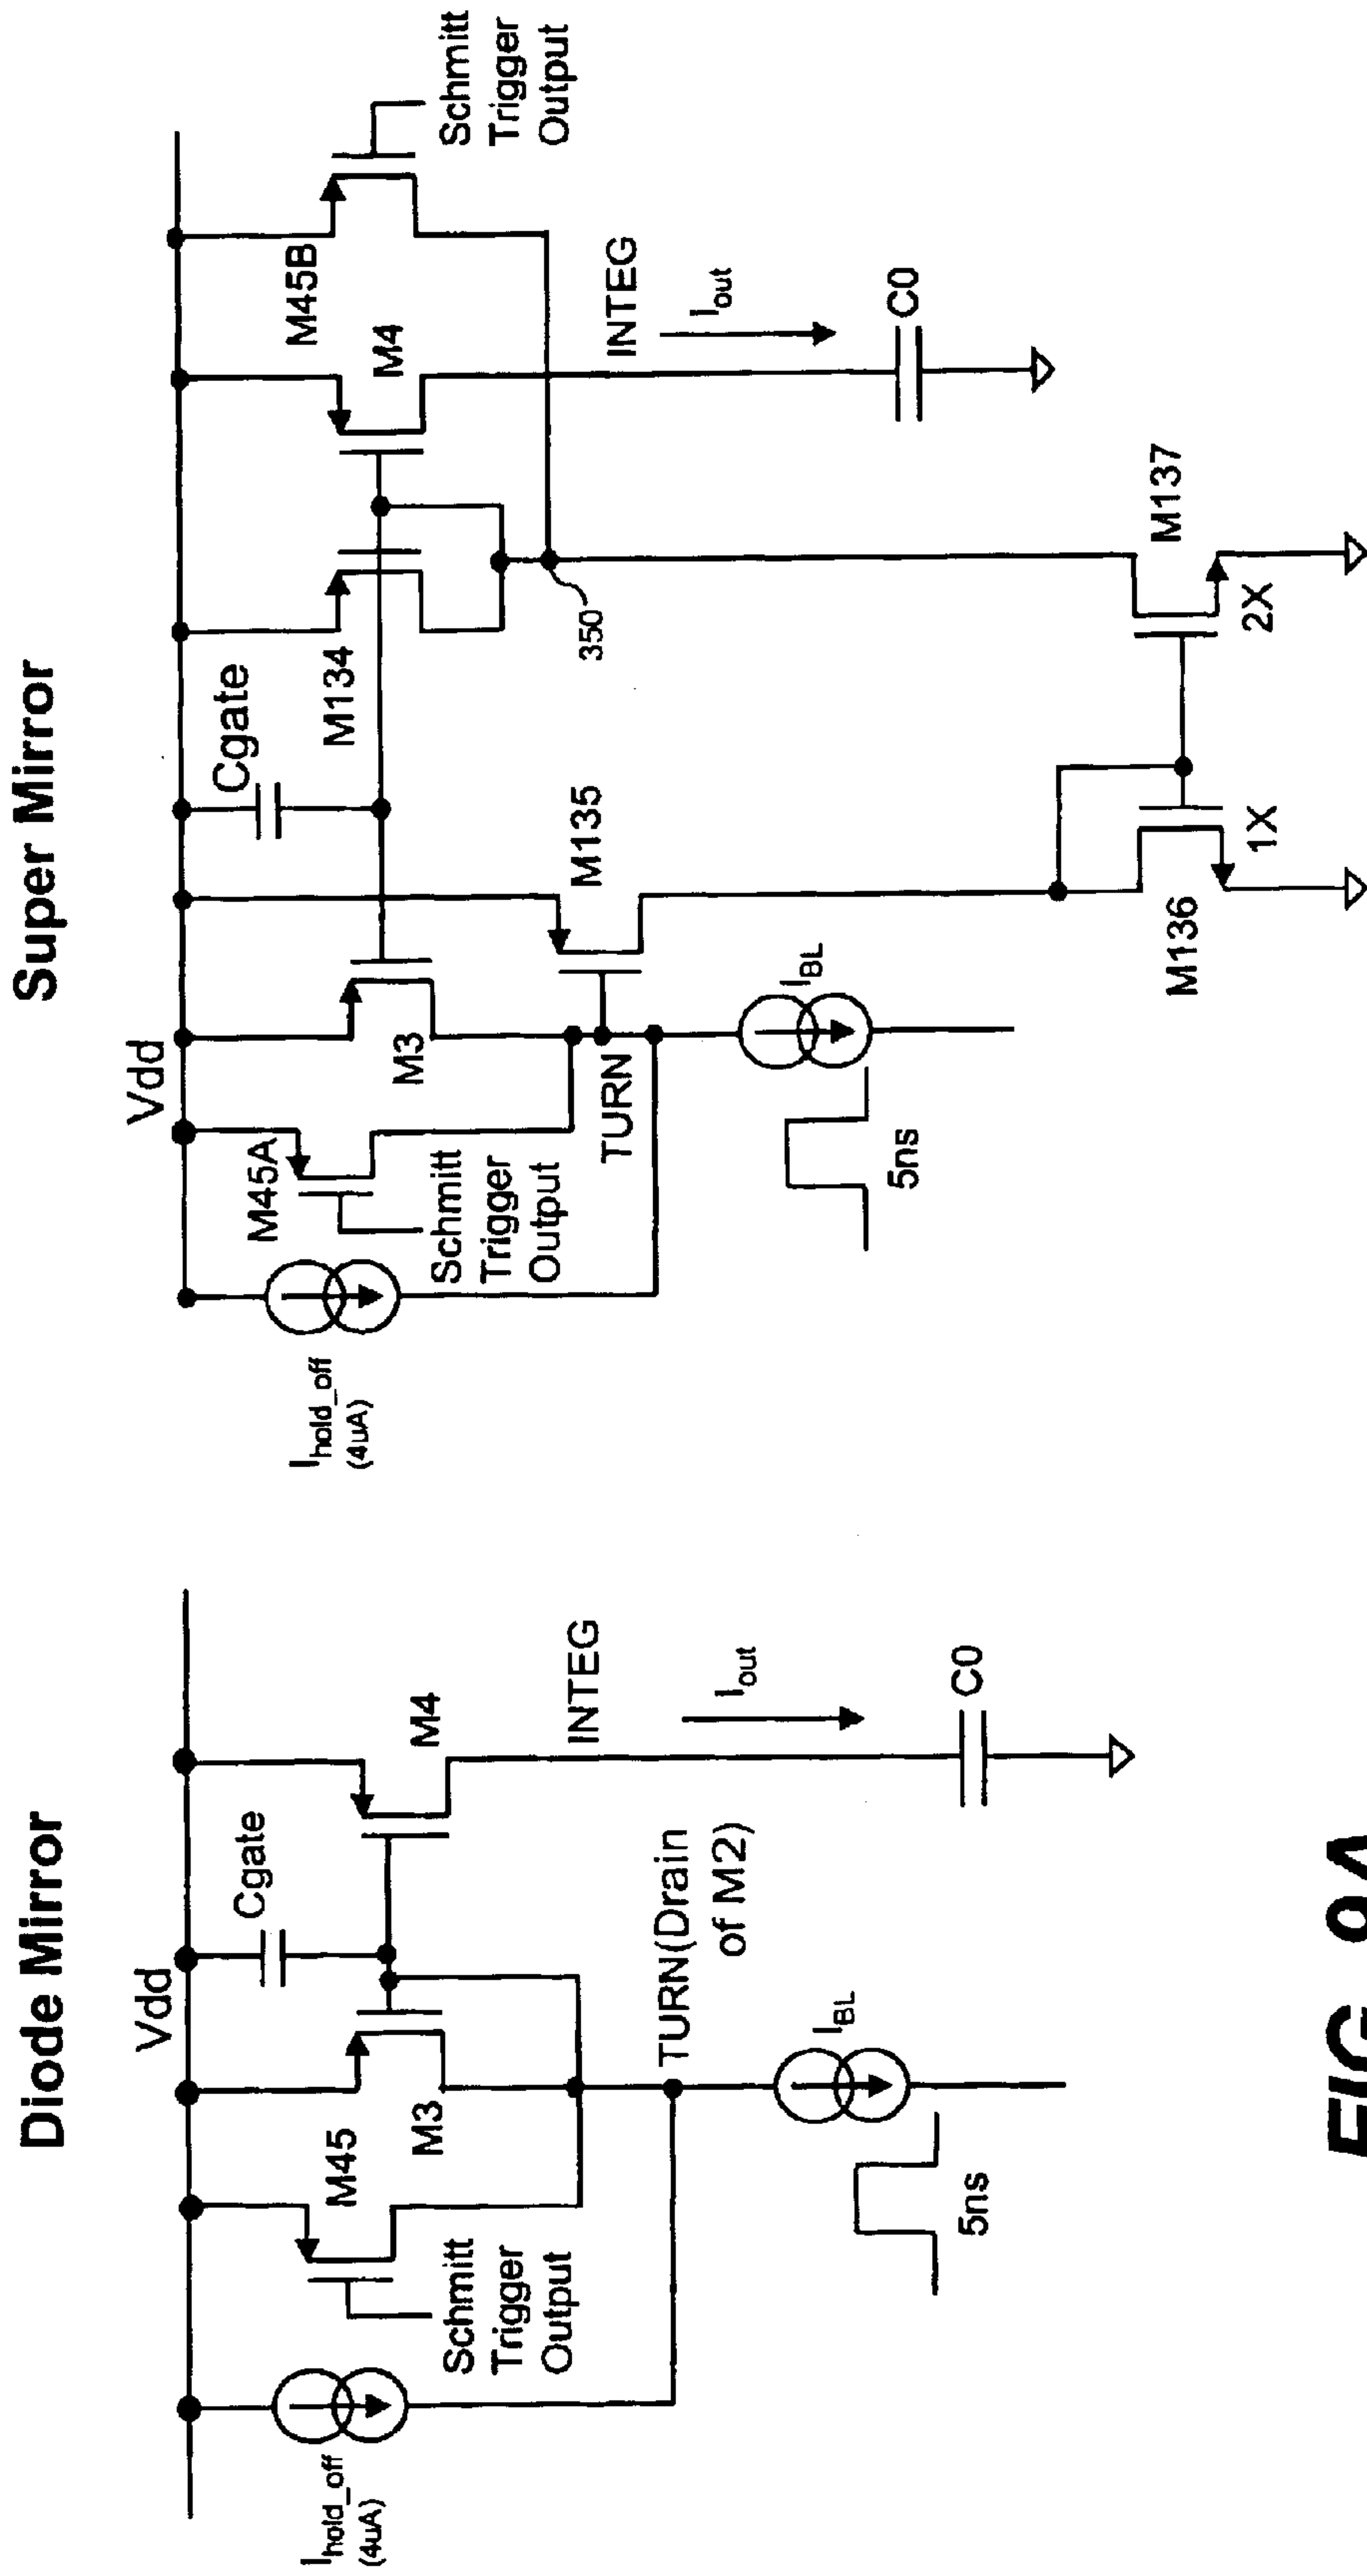 Diode Mirror
Vdd
Cgate
M45
M3
M4
Schmitt
Trigger
Output
Ihold_off
(4uA)
INTEG
Iout
TURN(Drain
of M2)
IBL
C0
5ns
Super Mirror
Vdd
Cgate
M45A
M3
M134
M4
M45B
Schmitt
Trigger
Output
Schmitt
Trigger
Output
Ihold_off
(4uA)
M135
TURN
350
INTEG
Iout
IBL
C0
5ns
M136
1X
M137
2X